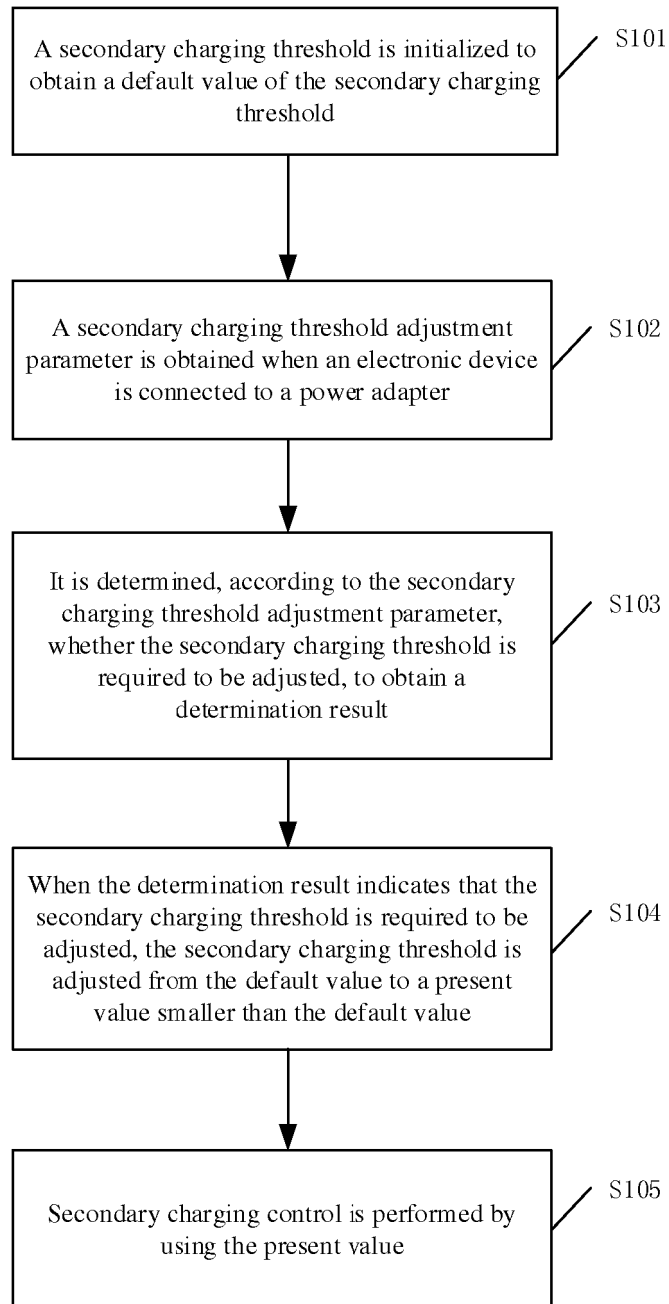 A secondary charging threshold is initialized to
obtain a default value of the secondary charging
threshold
S101
A secondary charging threshold adjustment
parameter is obtained when an electronic device
is connected to a power adapter
S102
It is determined, according to the secondary
charging threshold adjustment parameter,
whether the secondary charging threshold is
required to be adjusted, to obtain a
determination result
S103
When the determination result indicates that the
secondary charging threshold is required to be
adjusted, the secondary charging threshold is
adjusted from the default value to a present
value smaller than the default value
S104
Secondary charging control is performed by
using the present value
S105